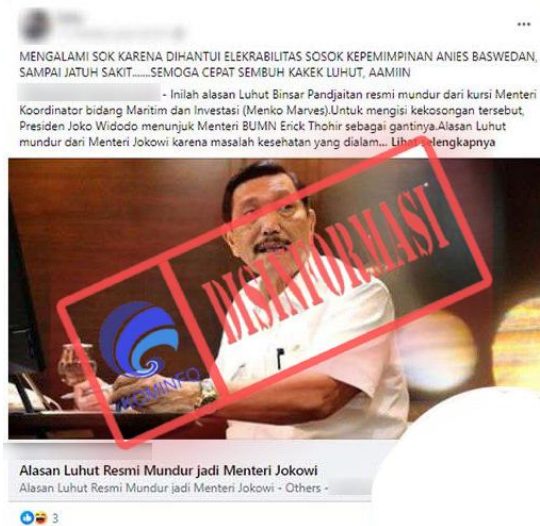 MENGALAMI SOK KARENA DIHANTUI ELEKRABILITAS SOSOK KEPEMIMPINAN ANIES BASWEDAN,
SAMPAI JATUH SAKIT......SEMOGA CEPAT SEMBUH KAKEK LUHUT, AAMIIN
- Inilah alasan Luhut Binsar Pandjaitan resmi mundur dari kursi Menteri
Koordinator bidang Maritim dan Investasi (Menko Marves).Untuk mengisi kekosongan tersebut,
Presiden Joko Widodo menunjuk Menteri BUMN Erick Thohir sebagai gantinya.Alasan Luhut
mundur dari Menteri Jokowi karena masalah kesehatan yang dialam... Lihat selengkapnya
DISINFORMASI
KOMINFO
Alasan Luhut Resmi Mundur jadi Menteri Jokowi
Alasan Luhut Resmi Mundur jadi Menteri Jokowi - Others -
3